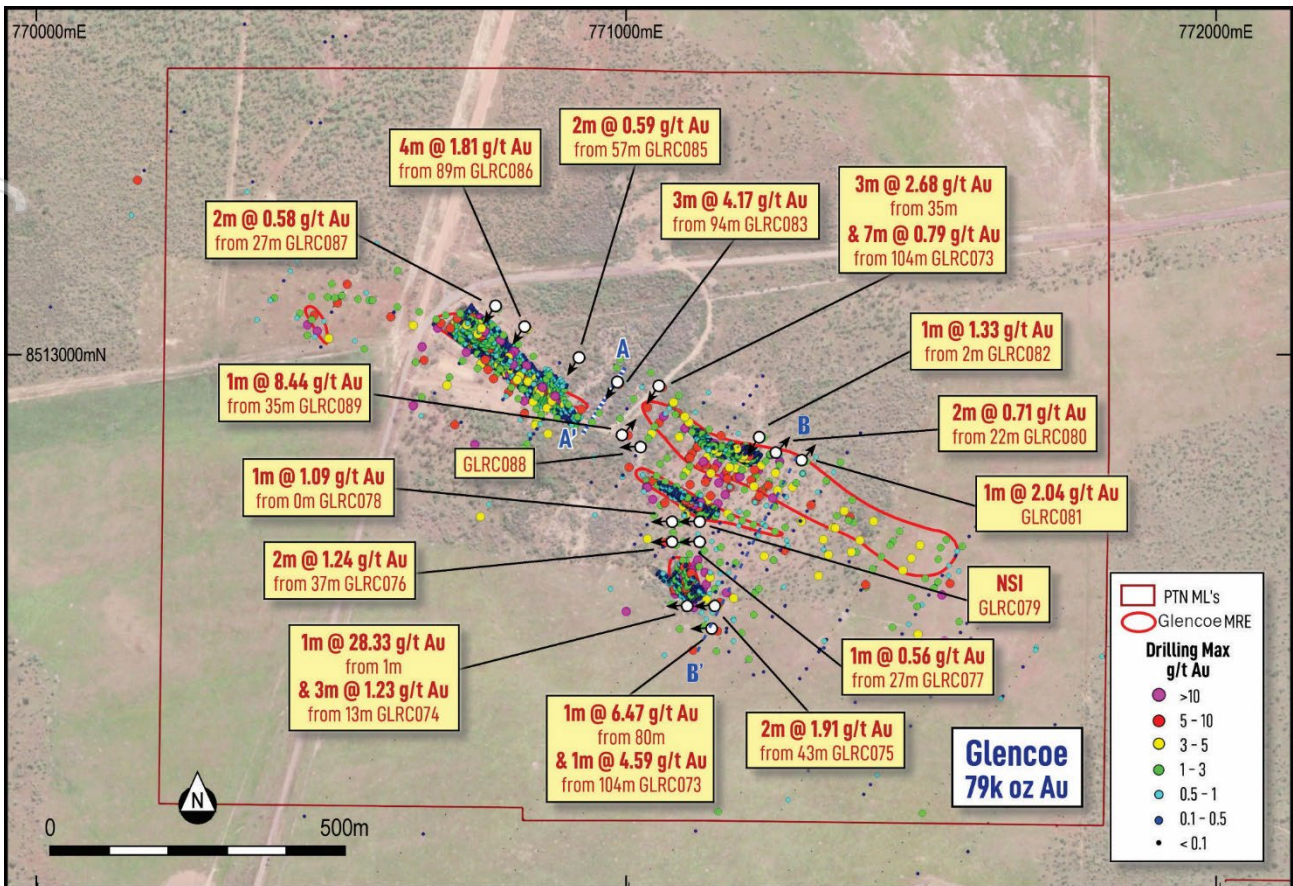 770000mE
771000mE
772000mE
2m @ 0.59 g/t Au
from 57m GLRC085
4m @ 1.81 g/t Au
from 89m GLRC086
3m @ 4.17 g/t Au
from 94m GLRC083
3m @ 2.68 g/t Au
from 35m
& 7m @ 0.79 g/t Au
from 104m GLRC073
2m @ 0.58 g/t Au
from 27m GLRC087
1m @ 1.33 g/t Au
from 2m GLRC082
8513000mN
A
1m @ 8.44 g/t Au
from 35m GLRC089
A'
B
2m @ 0.71 g/t Au
from 22m GLRC080
GLRC088
1m @ 1.09 g/t Au
from 0m GLRC078
1m @ 2.04 g/t Au
GLRC081
2m @ 1.24 g/t Au
from 37m GLRC076
NSI
GLRC079
1m @ 28.33 g/t Au
from 1m
& 3m @ 1.23 g/t Au
from 13m GLRC074
B'
1m @ 0.56 g/t Au
from 27m GLRC077
1m @ 6.47 g/t Au
from 80m
& 1m @ 4.59 g/t Au
from 104m GLRC073
2m @ 1.91 g/t Au
from 43m GLRC075
Glencoe
79k oz Au
PTN ML's
Glencoe MRE
Drilling Max
g/t Au
>10
5 - 10
3 - 5
1 - 3
0.5 - 1
0.1 - 0.5
< 0.1
N
0
500m